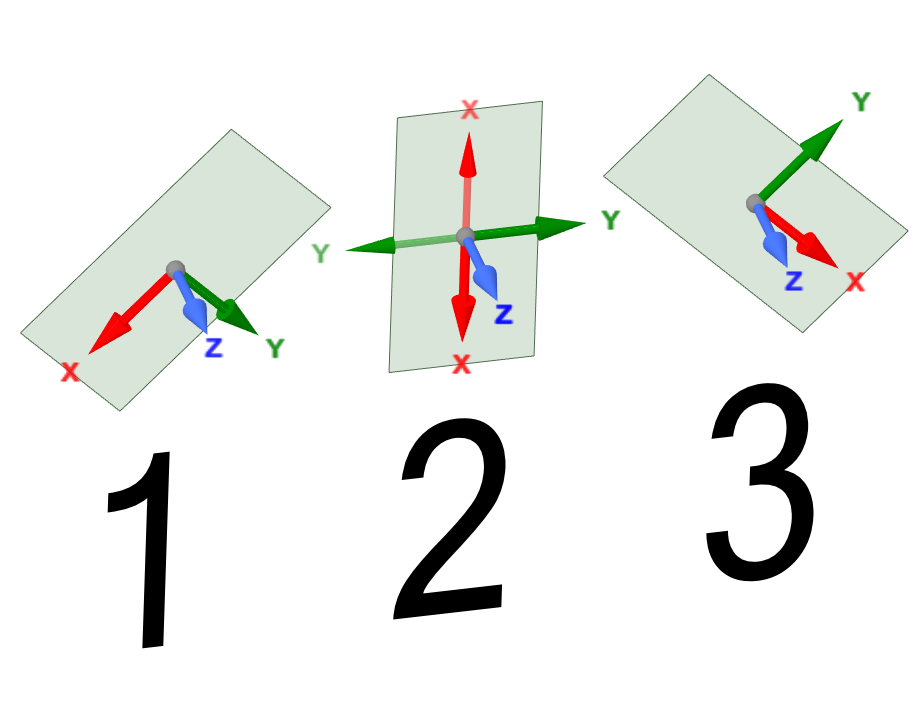 X Z Y
Y X X Z Y
Y Z X
1 2 3